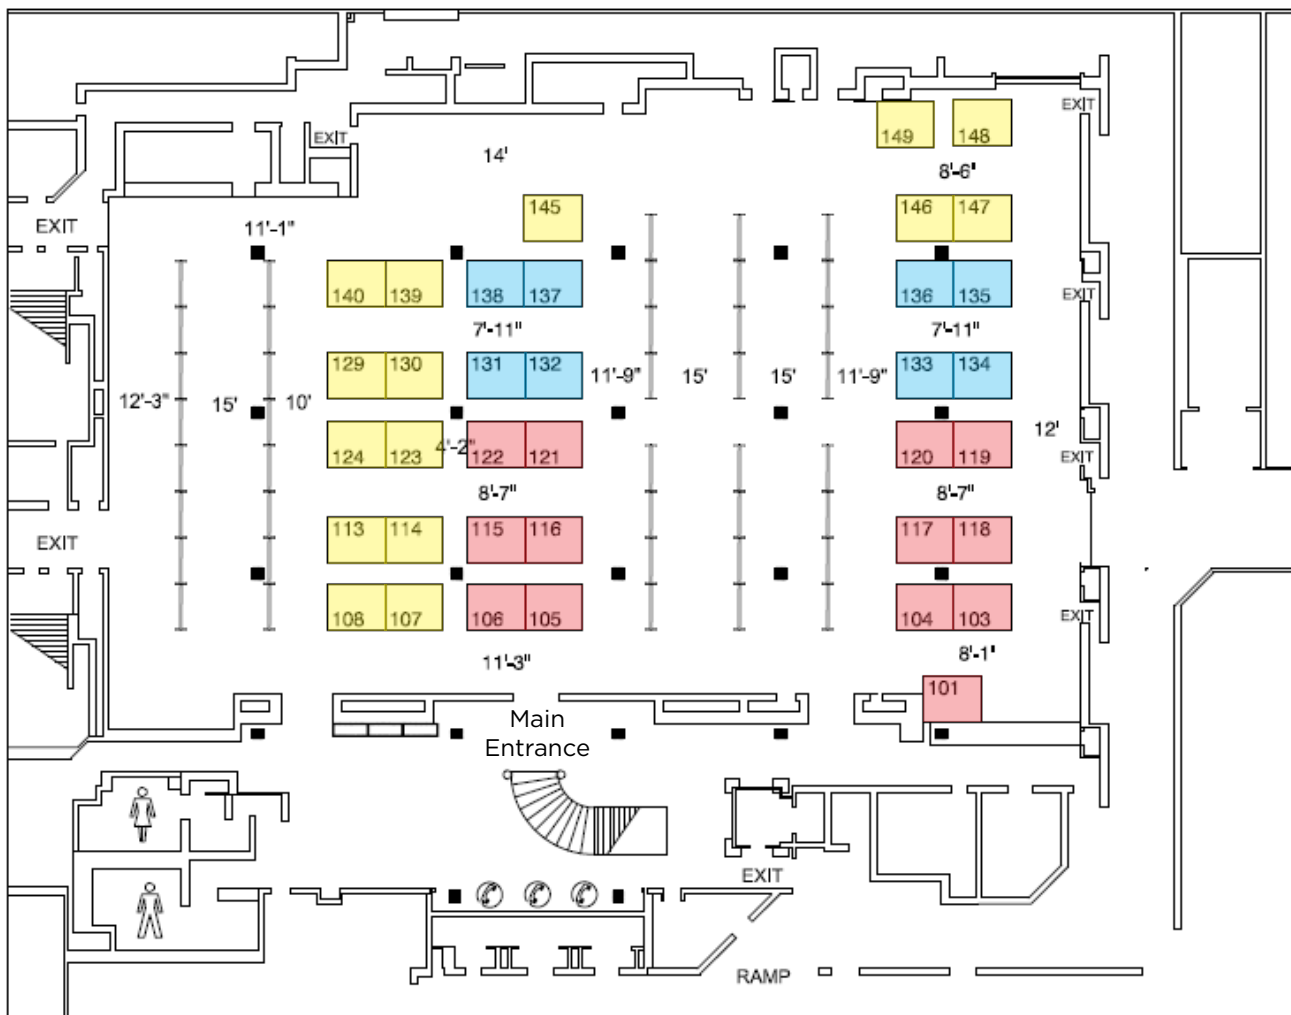 EXIT
149 148
EXIT
14'
8'-6"
145
146 147
EXIT
11'-1"
140 139 138 137
136 135
EXIT
7'-11"
7'-11"
129 130 131 132
133 134
12'-3"
15'
10'
11'-9"
15'
15'
11'-9"
12'
124 123 4'-2" 122 121
120 119
EXIT
8'-7"
8'-7"
113 114 115 116
117 118
EXIT
108 107 106 105
104 103
EXIT
11'-3"
8'-1"
101
Main
Entrance
EXIT
RAMP